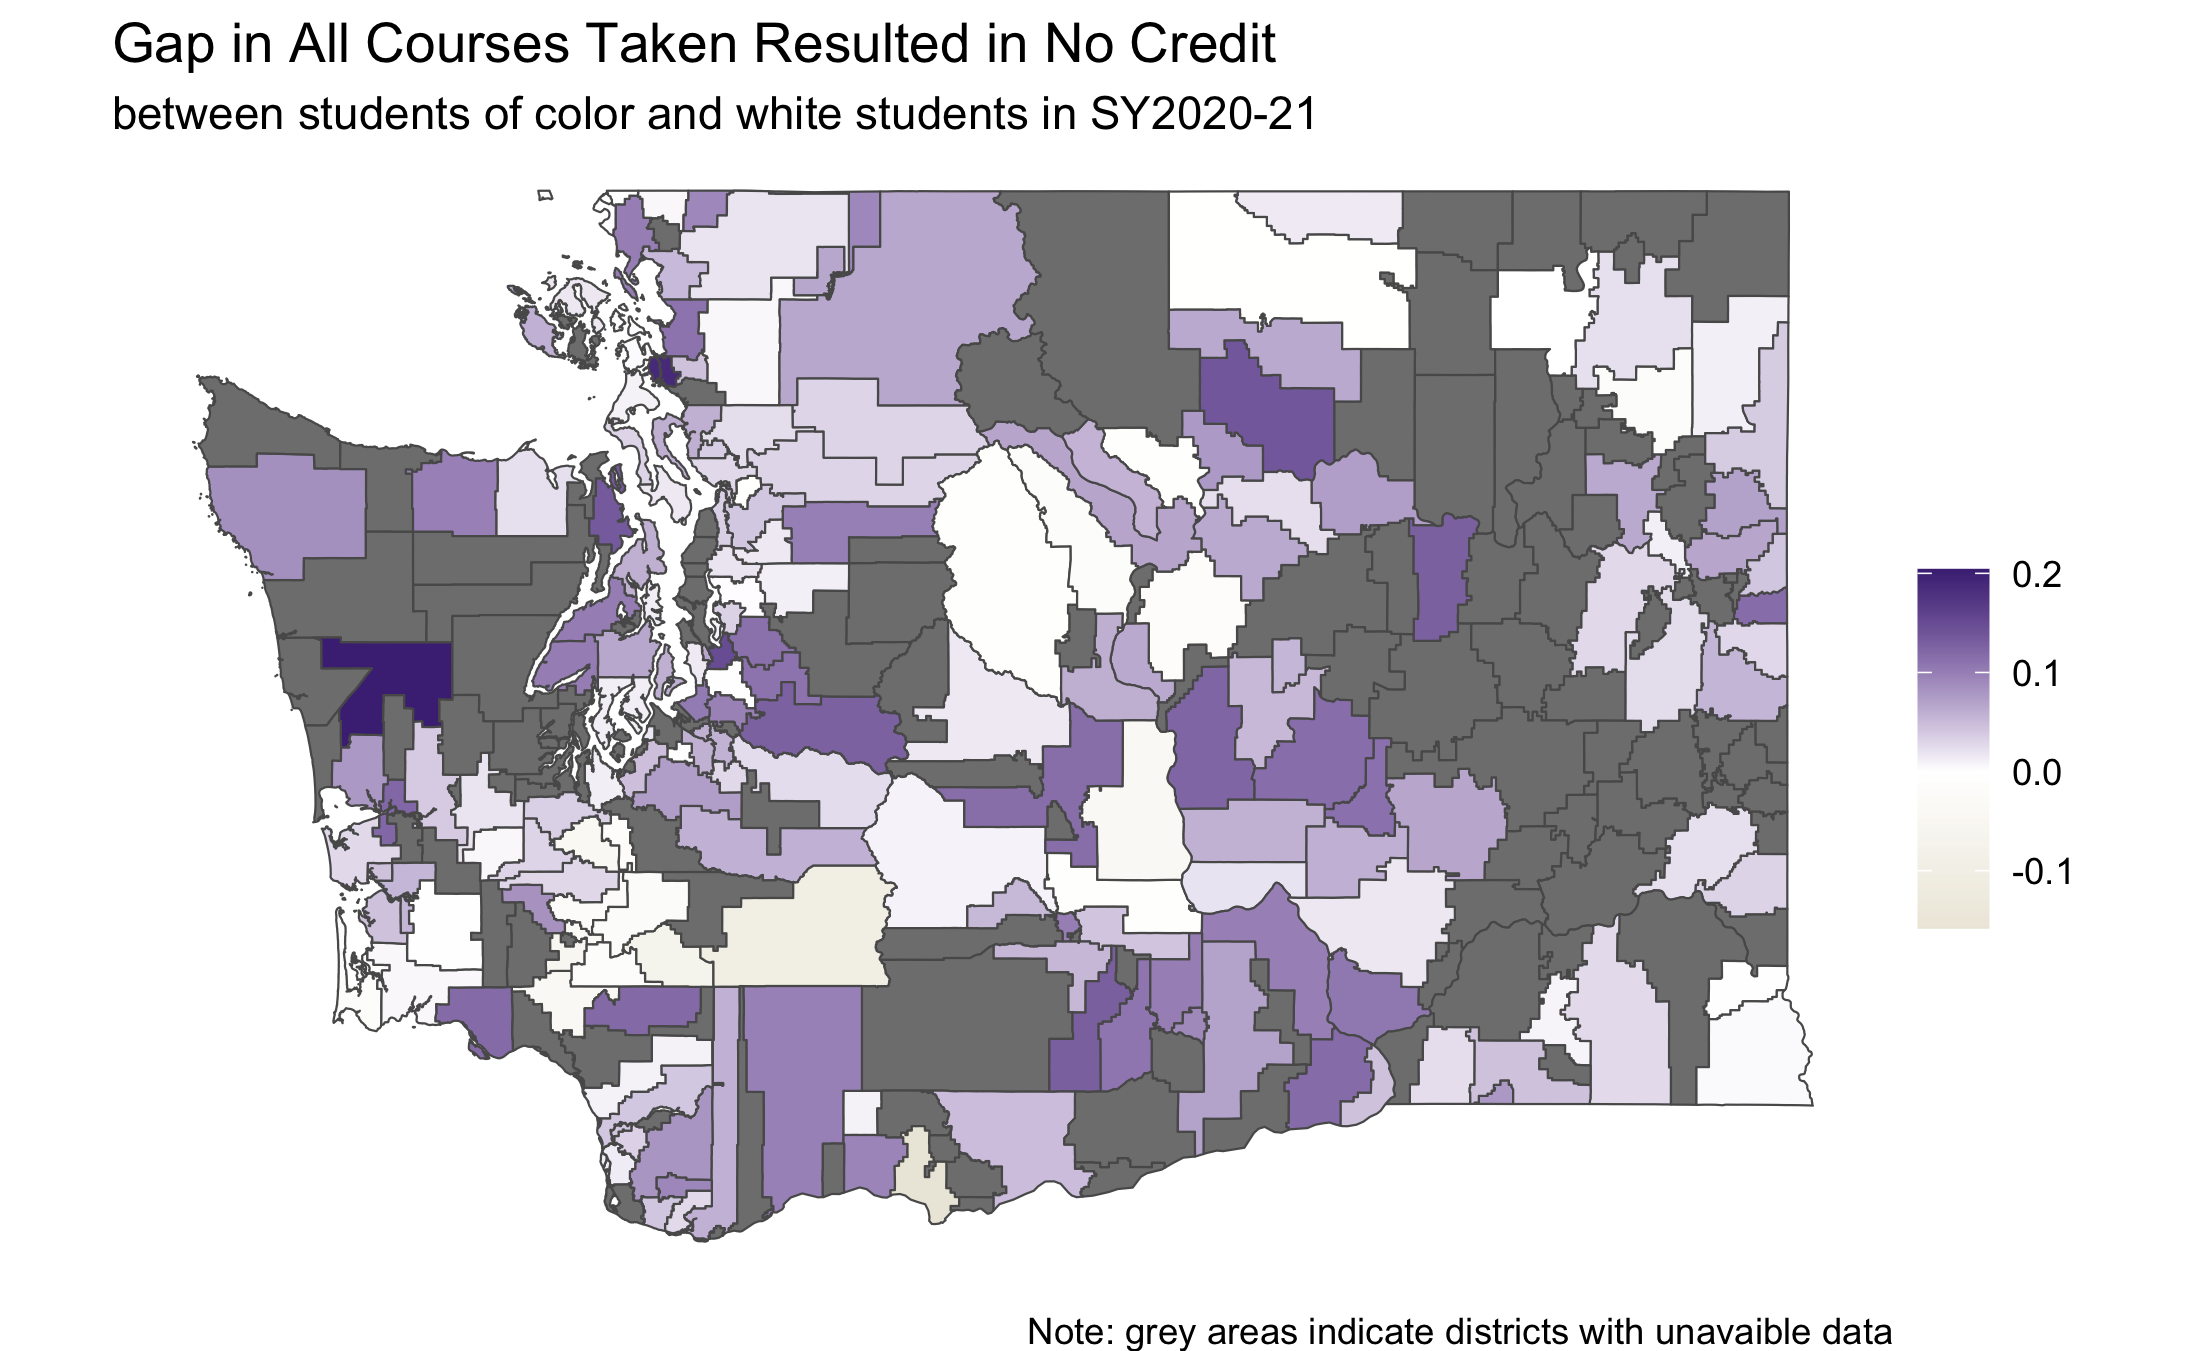 Gap in All Courses Taken Resulted in No Credit
between students of color and white students in SY2020-21
0.2
0.1
0.0
-0.1
Note: grey areas indicate districts with unavaible data